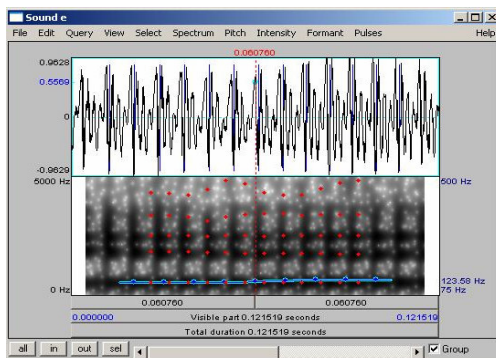 Sound e
File Edit Query View Select Spectrum Pitch Intensity Formant Pulses Help
0.060760
0.9628
0.5569
0
-0.9629
5000 Hz 500 Hz
123.58 Hz
0 Hz 75 Hz
0.060760 0.060760
0.000000 Visible part 0.121519 seconds 0.121519
Total duration 0.121519 seconds
all in out sel Group